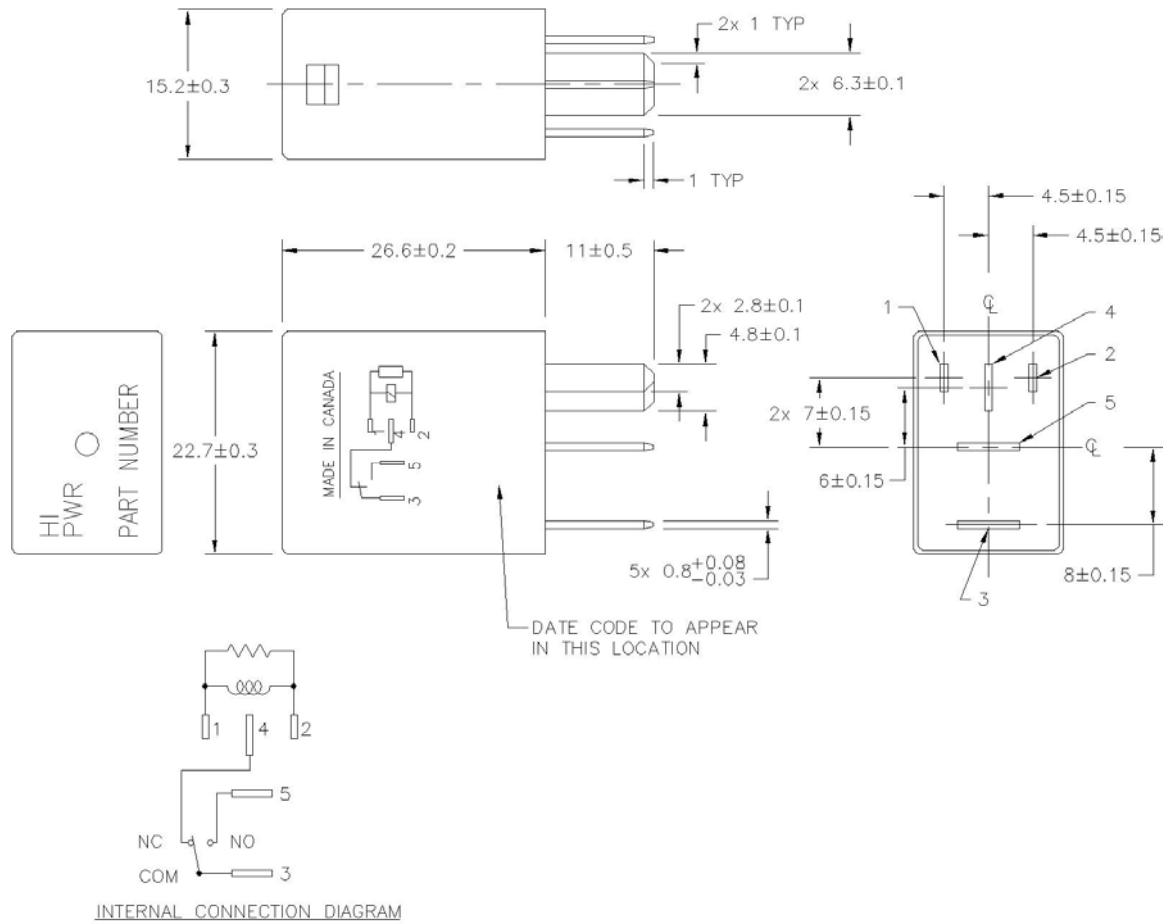 2x 1 TYP
15.2±0.3
2x 6.3±0.1
1 TYP
4.5±0.15
4.5±0.15
26.6±0.2
11±0.5
2x 2.8±0.1
4.8±0.1
1
℄
4
2
5
℄
2x 7±0.15
6±0.15
8±0.15
3
HI
PWR
PART NUMBER
22.7±0.3
MADE IN CANADA
1
4
2
5
3
5x 0.8+0.08
-0.03
DATE CODE TO APPEAR
IN THIS LOCATION
1
4
2
5
NC
NO
COM
3
INTERNAL CONNECTION DIAGRAM